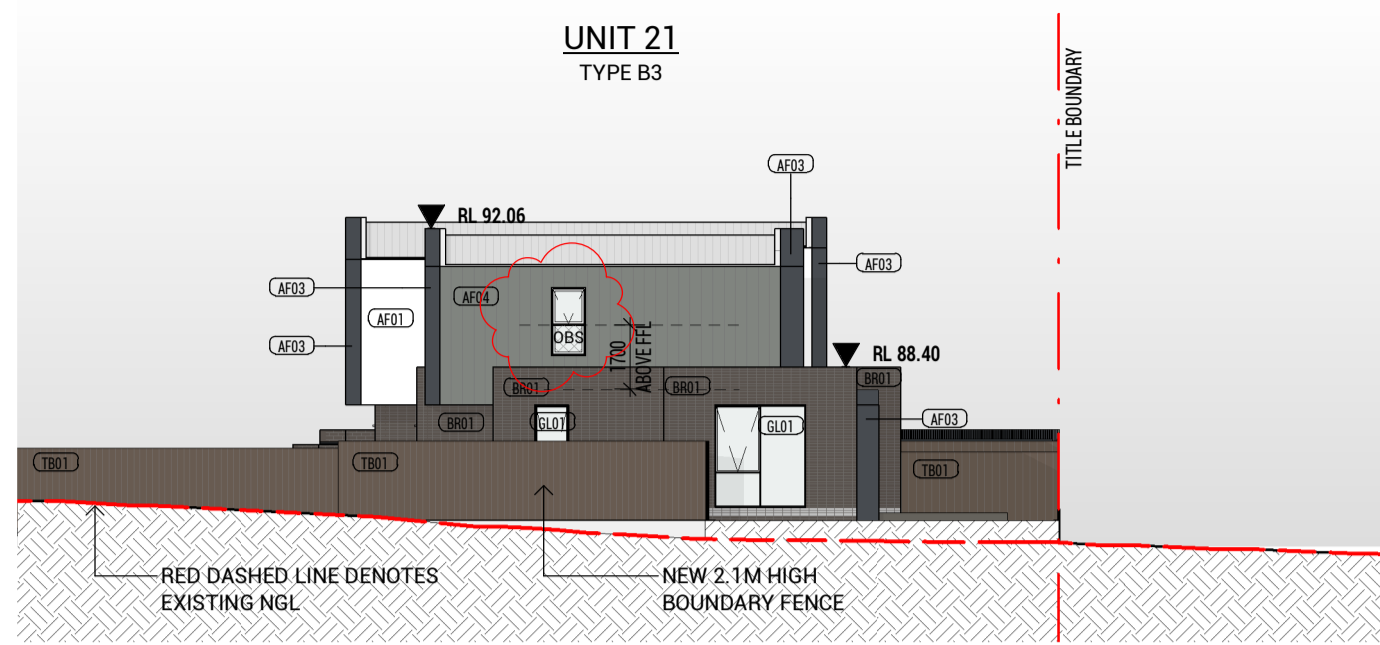 UNIT 21
TYPE B3
TITLE BOUNDARY
AF03
RL 92.06
AF03
AF03
AF04
AF01
OBS
1700
ABOVE FFL
AF03
RL 88.40
BR01
BR01
BR01
BR01
GL01
GL01
AF03
TB01
TB01
TB01
RED DASHED LINE DENOTES
EXISTING NGL
NEW 2.1M HIGH
BOUNDARY FENCE